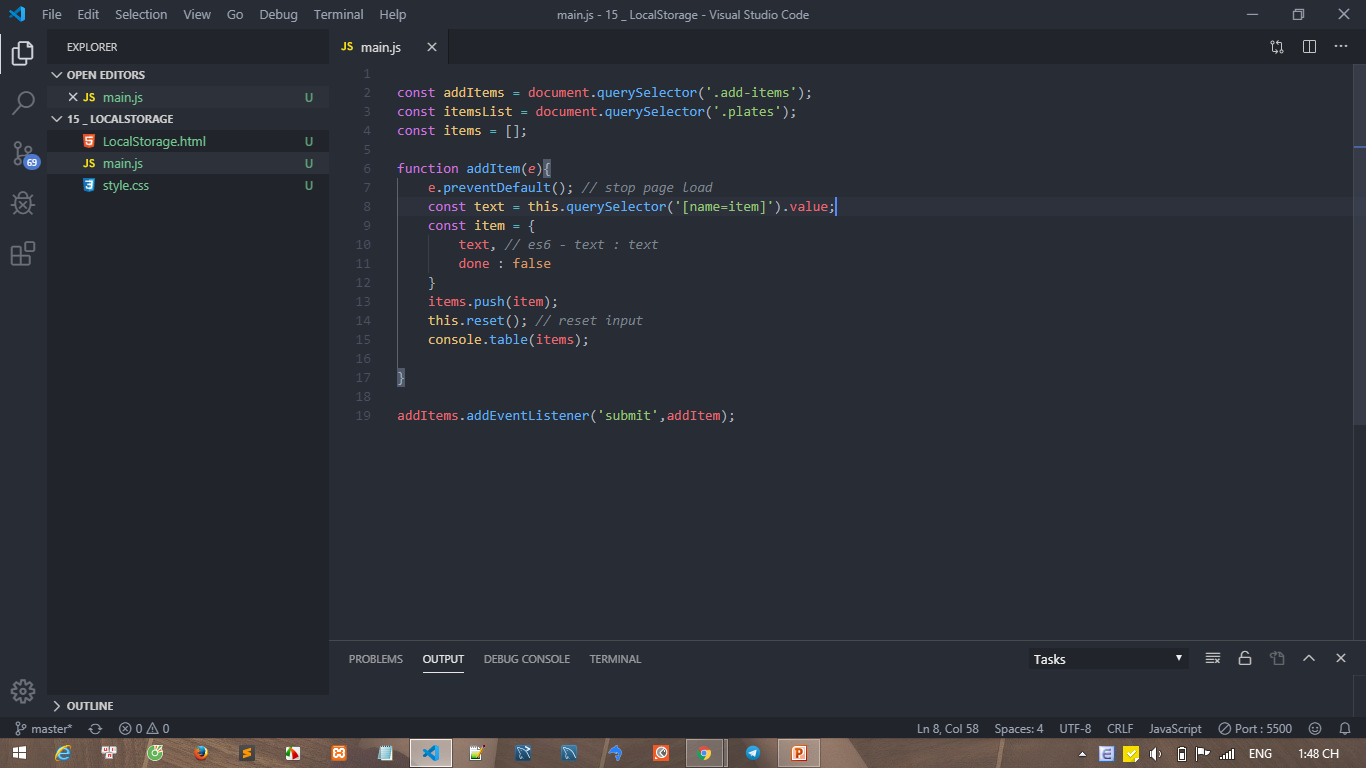 File Edit Selection View Go Debug Terminal Help
main.js - 15 _ LocalStorage - Visual Studio Code
EXPLORER
OPEN EDITORS
JS main.js U
15 _ LOCALSTORAGE
LocalStorage.html U
JS main.js U
style.css U
69
OUTLINE
JS main.js
1
2 const addItems = document.querySelector('.add-items');
3 const itemsList = document.querySelector('.plates');
4 const items = [];
5
6 function addItem(e){
7 e.preventDefault(); // stop page load
8 const text = this.querySelector('[name=item]').value;
9 const item = {
10 text, // es6 - text : text
11 done : false
12 }
13 items.push(item);
14 this.reset(); // reset input
15 console.table(items);
16
17 }
18
19 addItems.addEventListener('submit',addItem);
PROBLEMS OUTPUT DEBUG CONSOLE TERMINAL
Tasks
master* 0 0 Ln 8, Col 58 Spaces: 4 UTF-8 CRLF JavaScript Port : 5500
ENG 1:48 CH